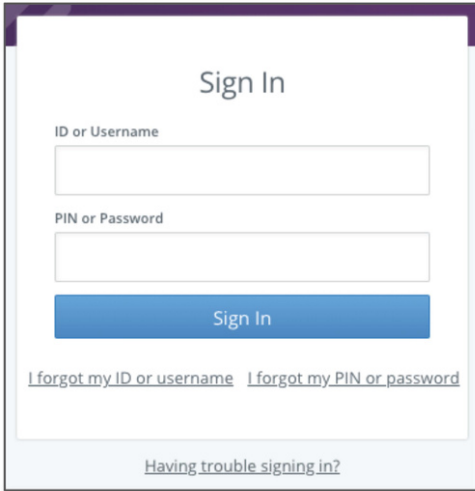 Sign In
ID or Username
PIN or Password
Sign In
I forgot my ID or username I forgot my PIN or password
Having trouble signing in?